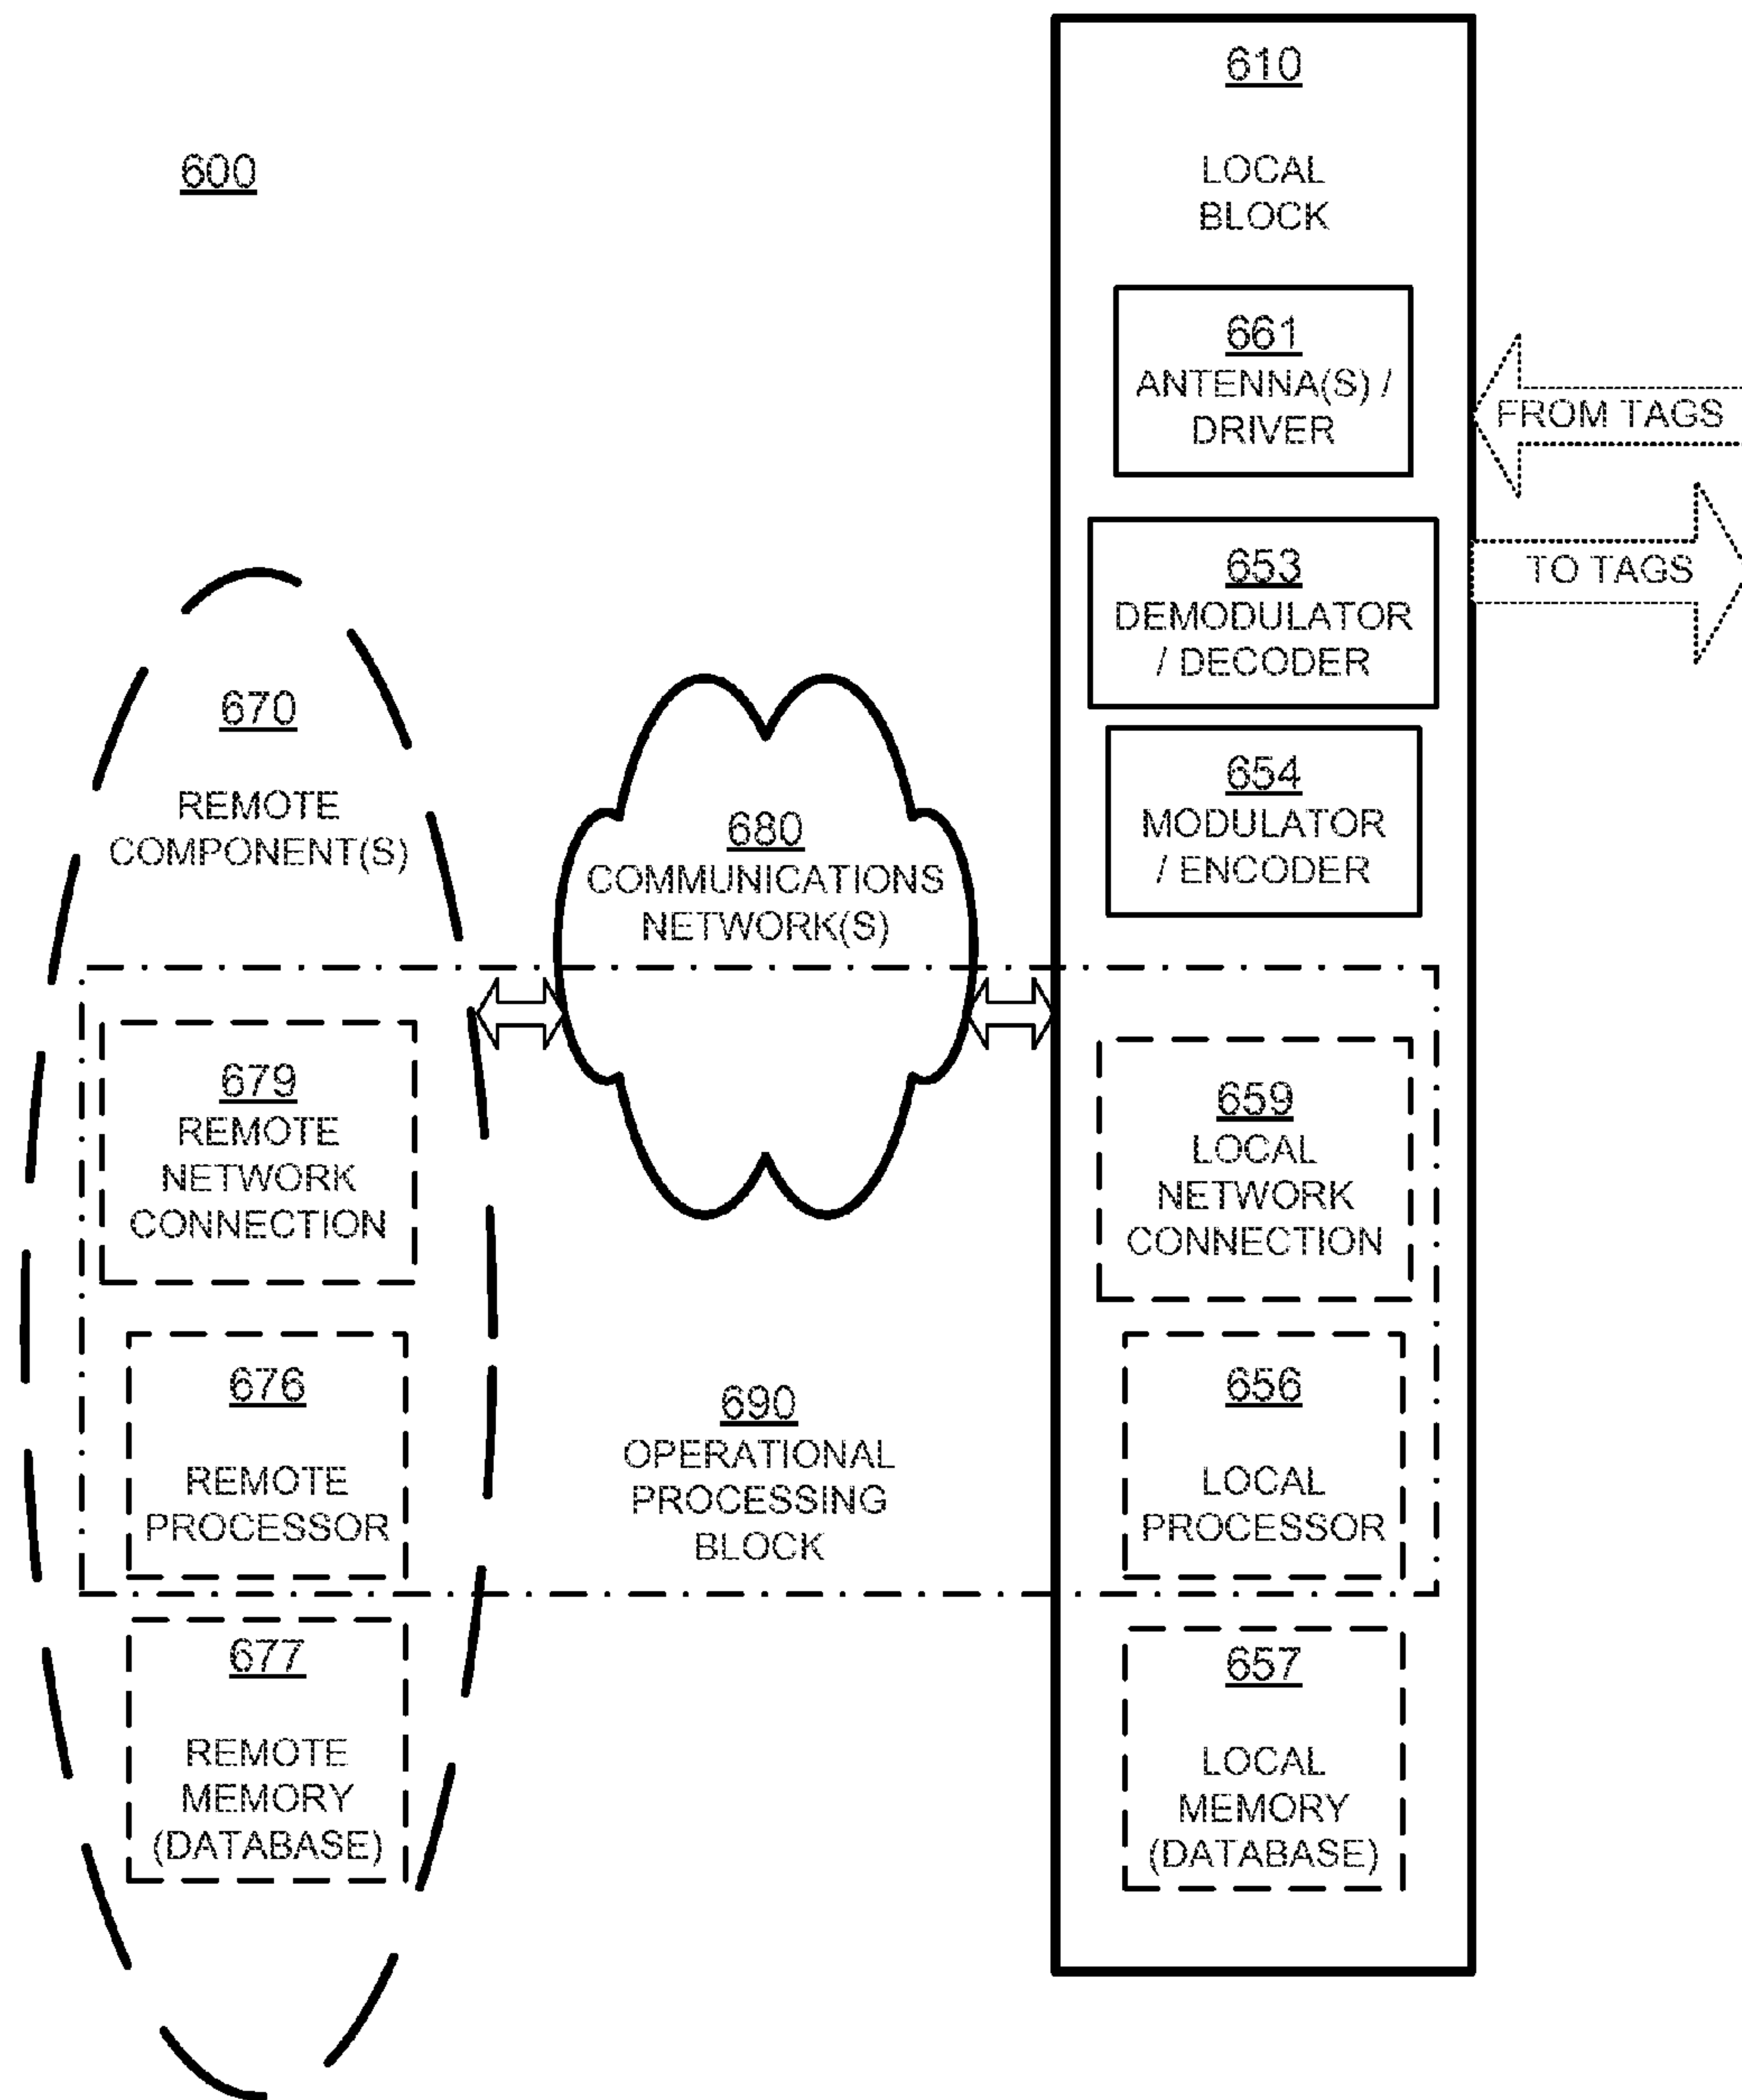 600
610
LOCAL
BLOCK
661
ANTENNA(S) /
DRIVER
FROM TAGS
653
DEMODULATOR
/ DECODER
TO TAGS
654
MODULATOR
/ ENCODER
670
REMOTE
COMPONENT(S)
680
COMMUNICATIONS
NETWORK(S)
679
REMOTE
NETWORK
CONNECTION
659
LOCAL
NETWORK
CONNECTION
676
REMOTE
PROCESSOR
690
OPERATIONAL
PROCESSING
BLOCK
656
LOCAL
PROCESSOR
677
REMOTE
MEMORY
(DATABASE)
657
LOCAL
MEMORY
(DATABASE)